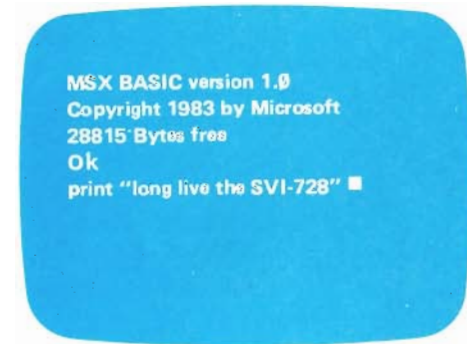 MSX BASIC version 1.0
Copyright 1983 by Microsoft
28815 Bytes free
Ok
print “long live the SVI-728”